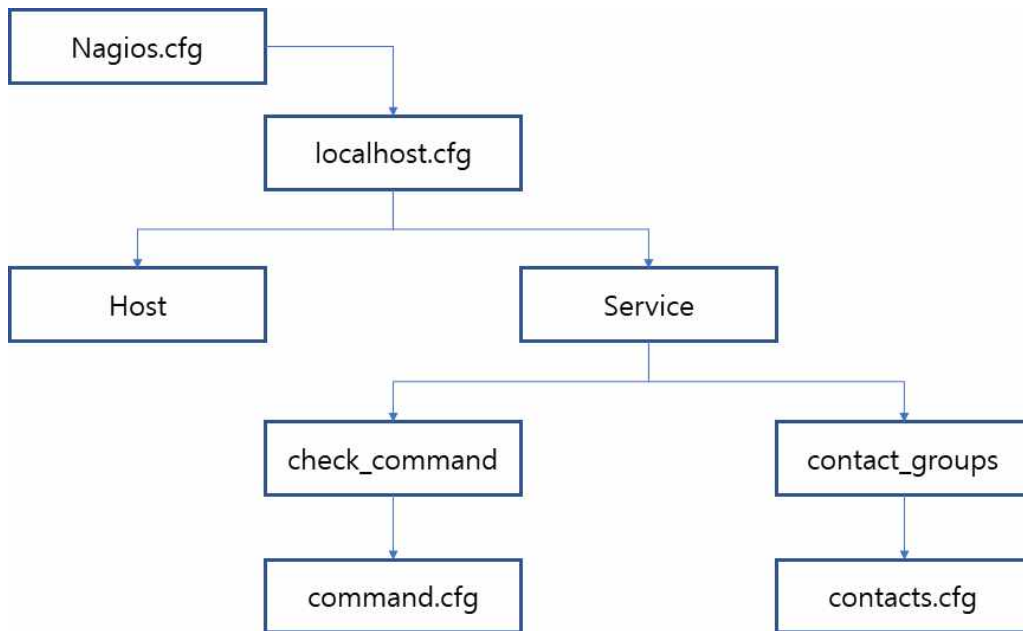 Nagios.cfg
localhost.cfg
Host
Service
check_command
contact_groups
command.cfg
contacts.cfg